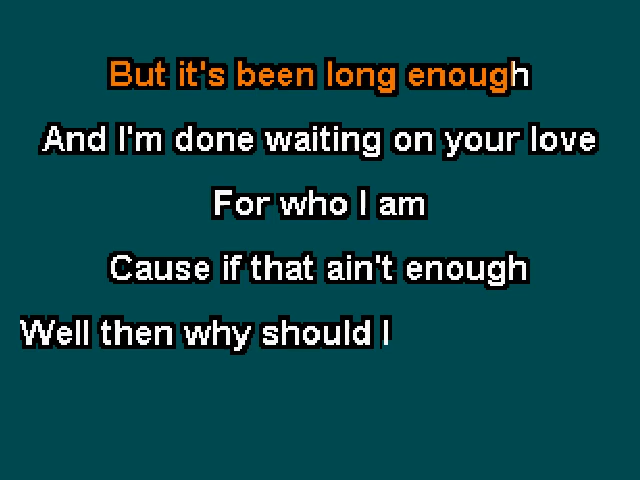 But it's been long enough
And I'm done waiting on your love
For who I am
Cause if that ain't enough
Well then why should I